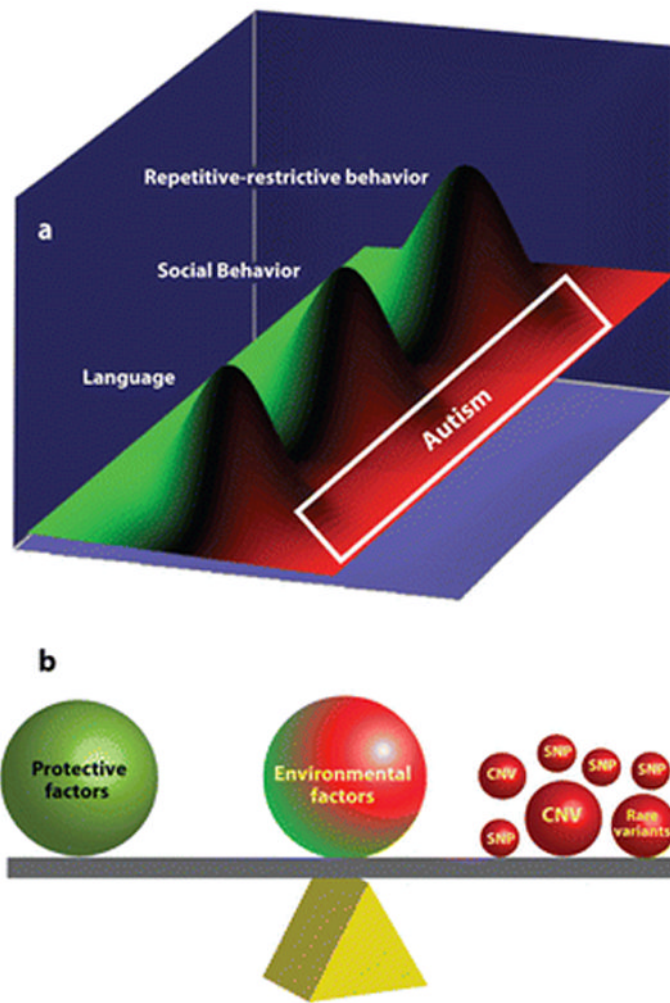 Repetitive-restrictive behavior
a
Social Behavior
Language
Autism
b
Protective
factors
Environmental
factors
CNV
SNP
SNP
SNP
CNV
Rare
variants
SNP